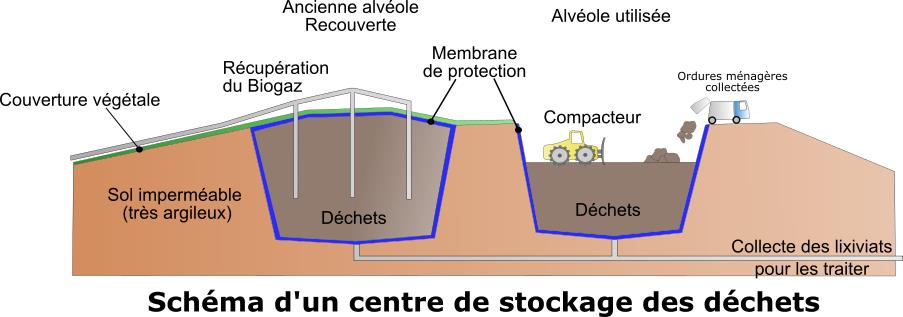 Ancienne alvéole
Recouverte
Alvéole utilisée
Récupération
du Biogaz
Membrane
de protection
Ordures ménagères
collectées
Couverture végétale
Compacteur
Sol imperméable
(très argileux)
Déchets
Déchets
Collecte des lixiviats
pour les traiter
Schéma d'un centre de stockage des déchets